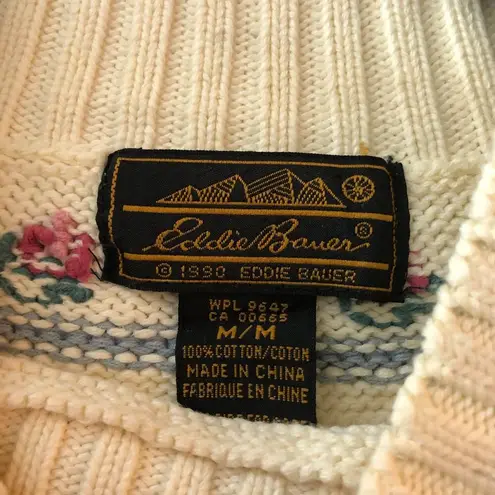 Eddie Bauer ®
© 1990 EDDIE BAUER
WPL 9647
CA 00665
M/M
100% COTTON/COTON
MADE IN CHINA
FABRIQUE EN CHINE